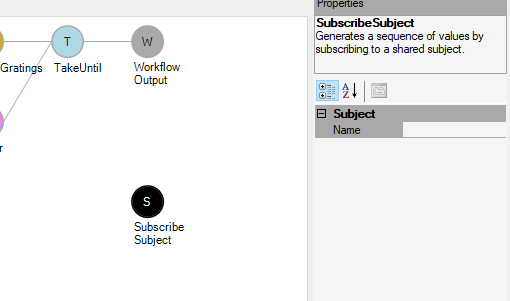 Properties
SubscribeSubject
Generates a sequence of values by
subscribing to a shared subject.
Subject
Name
T
W
Gratings
TakeUntil
Workflow
Output
r
S
Subscribe
Subject
A
Z